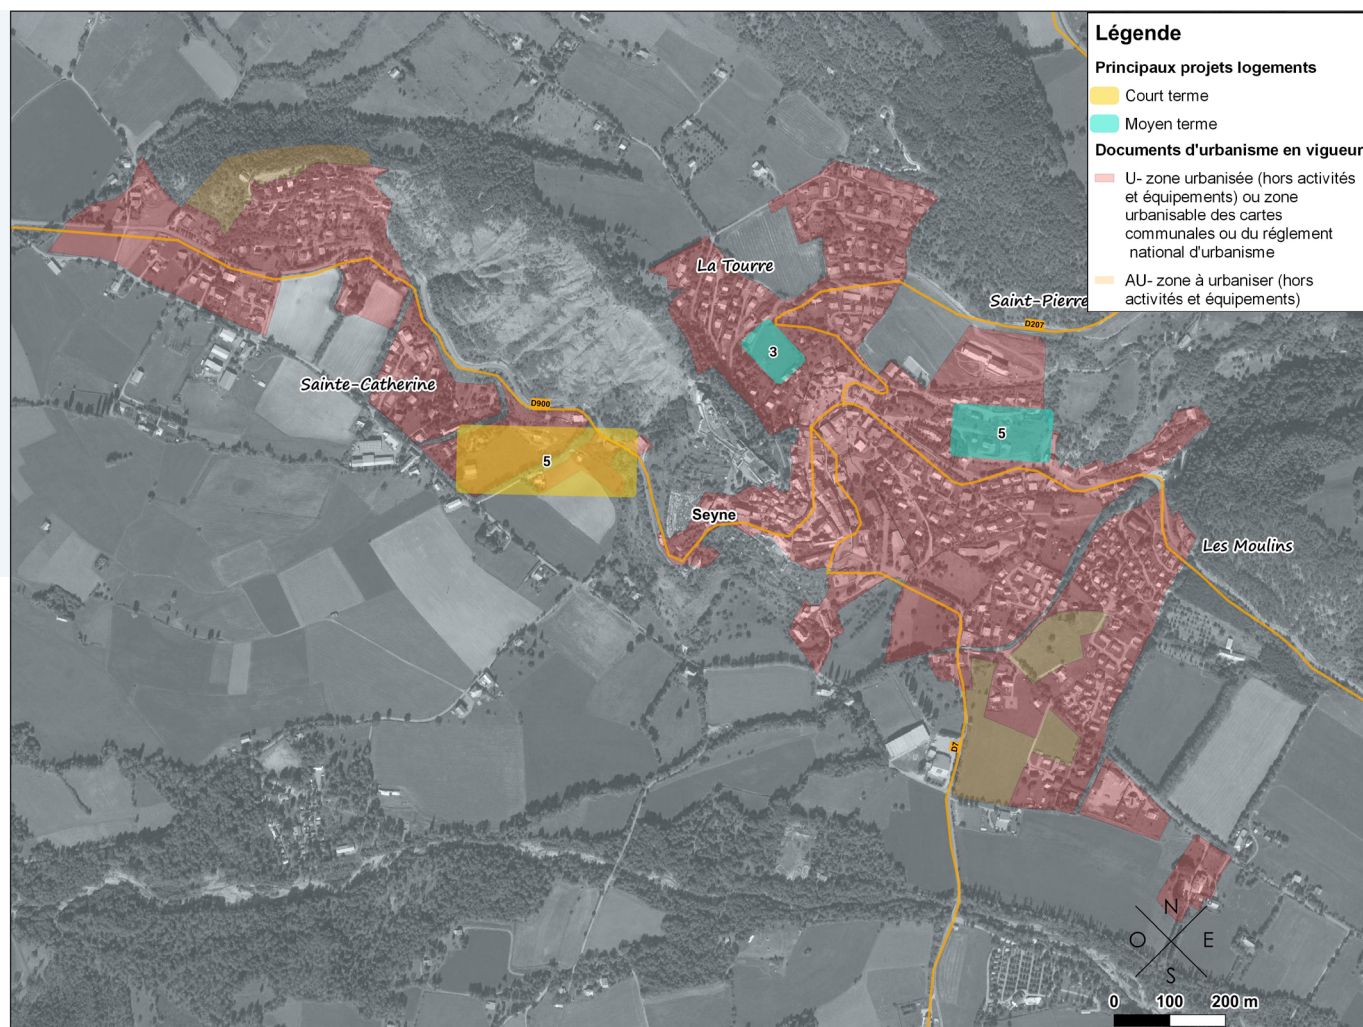 Légende
Principaux projets logements
Court terme
Moyen terme
Documents d'urbanisme en vigueur
U- zone urbanisée (hors activités
et équipements) ou zone
urbanisable des cartes
communales ou du réglement
national d'urbanisme
AU- zone à urbaniser (hors
activités et équipements)
La Tourre
Saint-Pierre
D207
3
Sainte-Catherine
D900
5
5
Seyne
Les Moulins
D7
N
O
E
S
0
100
200 m